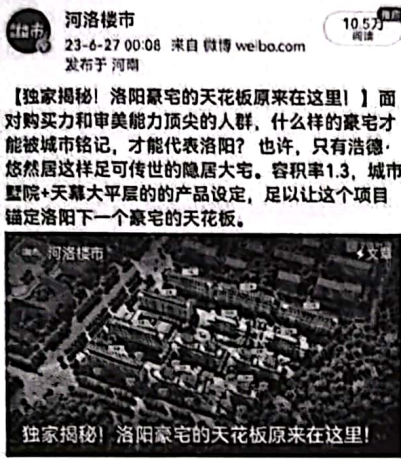 河洛楼市
10.5万
阅读
23-6-27 00:08 来自 微博 weibo.com
发布于 河南
【独家揭秘！洛阳豪宅的天花板原来在这里！】面
对购买力和审美能力顶尖的人群，什么样的豪宅才
能被城市铭记，才能代表洛阳？也许，只有浩德·
悠然居这样足可传世的隐居大宅。容积率1.3，城市
墅院+天幕大平层的的产品设定，足以让这个项目
锚定洛阳下一个豪宅的天花板。
河洛楼市
文章
独家揭秘！洛阳豪宅的天花板原来在这里！